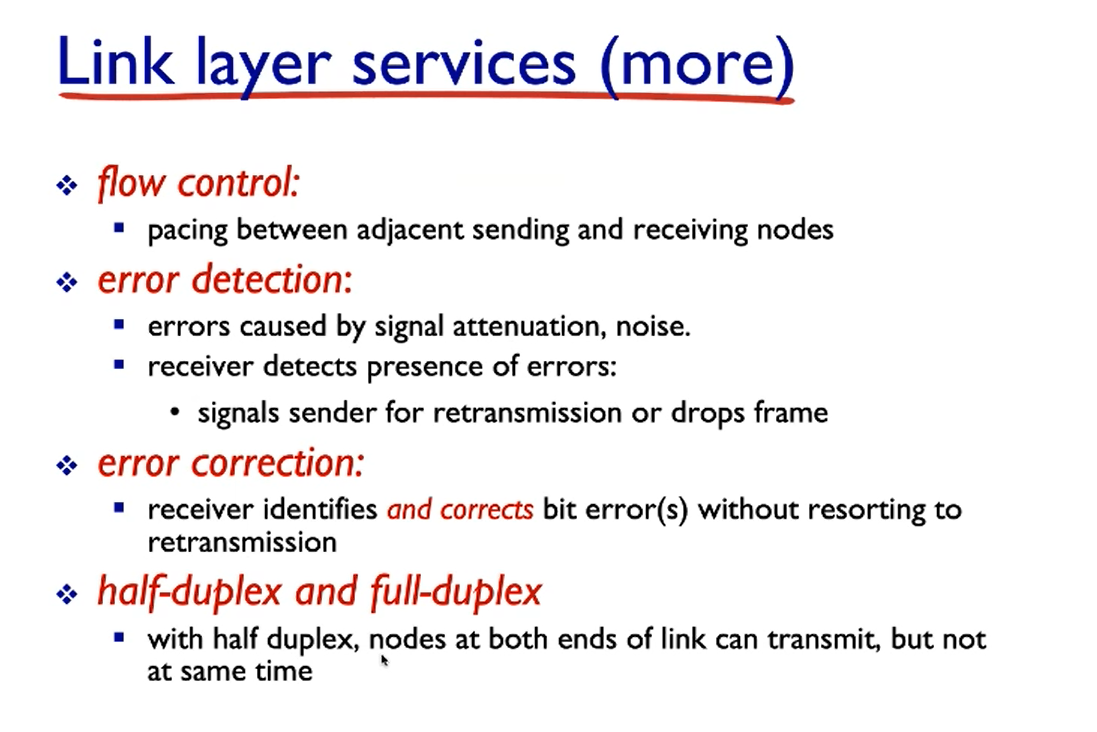 Link layer services (more)
flow control:
pacing between adjacent sending and receiving nodes
error detection:
errors caused by signal attenuation, noise.
receiver detects presence of errors:
• signals sender for retransmission or drops frame
error correction:
receiver identifies and corrects bit error(s) without resorting to
retransmission
half-duplex and full-duplex
with half duplex, nodes at both ends of link can transmit, but not
at same time